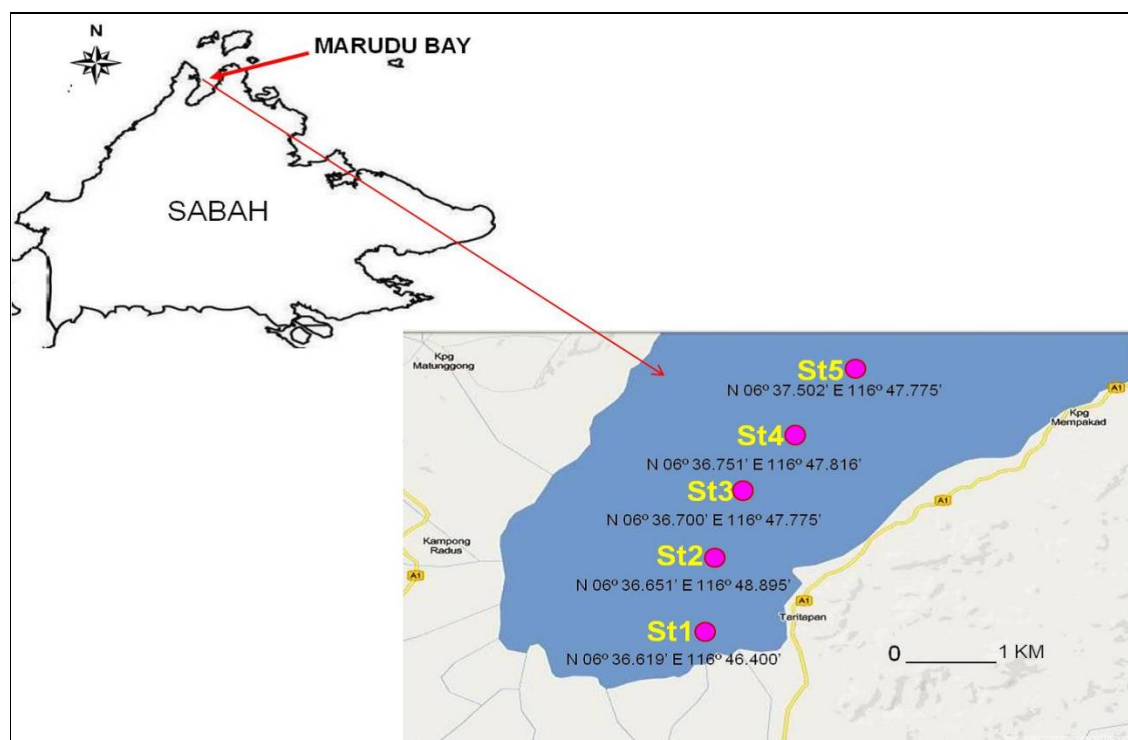 N
MARUDU BAY
SABAH
Kpg
Matunggong
St5
N 06º 37.502' E 116º 47.775'
A1
Kpg
Mempakad
St4
N 06º 36.751' E 116º 47.816'
St3
N 06º 36.700' E 116º 47.775'
A1
Kampong
Radus
St2
N 06º 36.651' E 116º 48.895'
A1
A1
Taritapan
St1
N 06º 36.619' E 116º 46.400'
0 1 KM